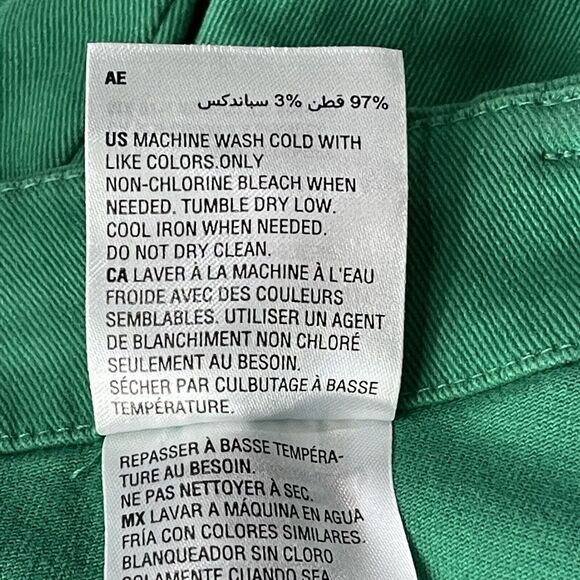 AE
97% قطن 3% سباندكس
US MACHINE WASH COLD WITH
LIKE COLORS.ONLY
NON-CHLORINE BLEACH WHEN
NEEDED. TUMBLE DRY LOW.
COOL IRON WHEN NEEDED.
DO NOT DRY CLEAN.
CA LAVER À LA MACHINE À L'EAU
FROIDE AVEC DES COULEURS
SEMBLABLES. UTILISER UN AGENT
DE BLANCHIMENT NON CHLORÉ
SEULEMENT AU BESOIN.
SÉCHER PAR CULBUTAGE À BASSE
TEMPÉRATURE.
REPASSER À BASSE TEMPÉRA-
TURE AU BESOIN.
NE PAS NETTOYER À SEC.
MX LAVAR A MÁQUINA EN AGUA
FRÍA CON COLORES SIMILARES.
BLANQUEADOR SIN CLORO
SOLAMENTE CUANDO SEA